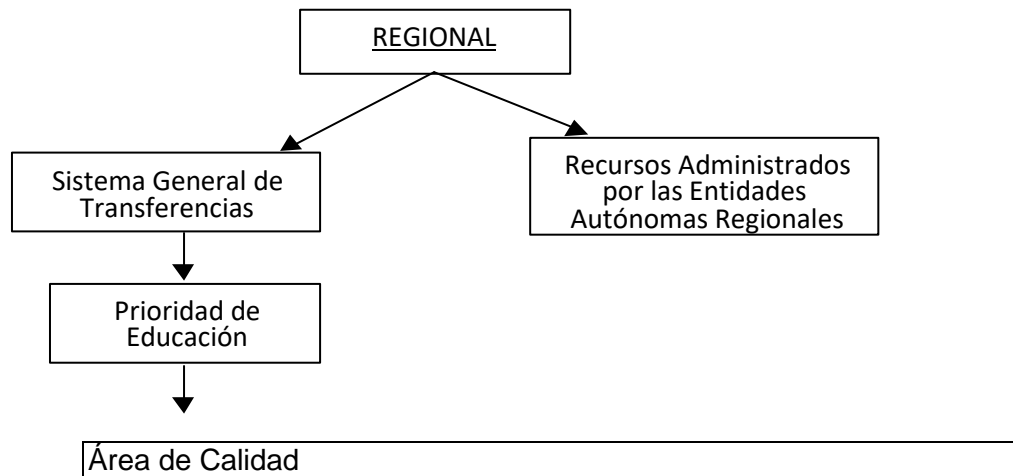 REGIONAL
Sistema General de
Transferencias
Recursos Administrados
por las Entidades
Autónomas Regionales
Prioridad de
Educación
Área de Calidad